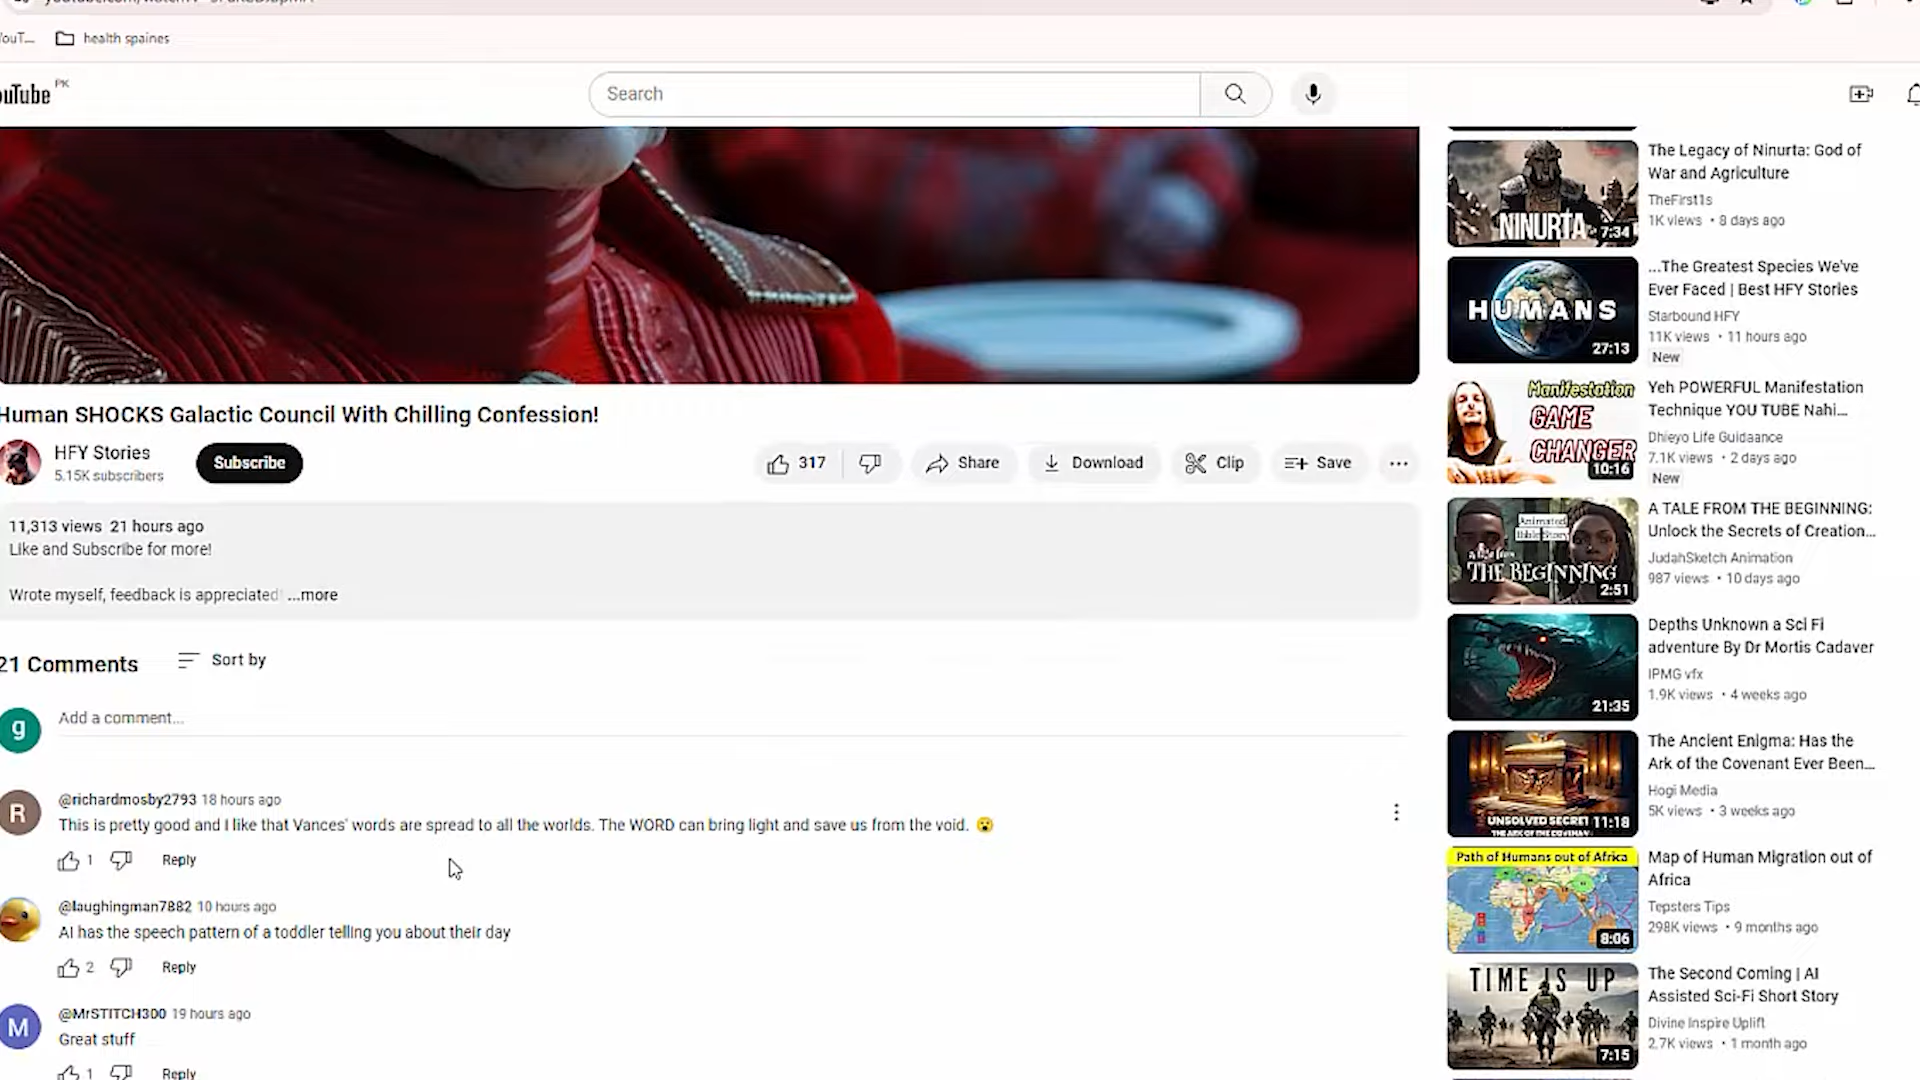 health spaines
ouTube PK
Search
Human SHOCKS Galactic Council With Chilling Confession!
HFY Stories
5.15K subscribers
Subscribe
317
Share
Download
Clip
Save
11,313 views 21 hours ago
Like and Subscribe for more!
Wrote myself, feedback is appreciated ...more
21 Comments
Sort by
g
Add a comment...
R
@richardmosby2793 18 hours ago
This is pretty good and I like that Vances' words are spread to all the worlds. The WORD can bring light and save us from the void. 😮
1
Reply
@laughingman7882 10 hours ago
AI has the speech pattern of a toddler telling you about their day
2
Reply
M
@MrSTITCH300 19 hours ago
Great stuff
1
Reply
NINURTA
7:34
The Legacy of Ninurta: God of
War and Agriculture
TheFirst1s
1K views • 8 days ago
HUMANS
27:13
...The Greatest Species We've
Ever Faced | Best HFY Stories
Starbound HFY
11K views • 11 hours ago
New
Manifestation
GAME
CHANGER
10:16
Yeh POWERFUL Manifestation
Technique YOU TUBE Nahi...
Dhieyo Life Guidaance
7.1K views • 2 days ago
New
Animated
Bible Story
THE BEGINNING
2:51
A TALE FROM THE BEGINNING:
Unlock the Secrets of Creation...
JudahSketch Animation
987 views • 10 days ago
21:35
Depths Unknown a Sci Fi
adventure By Dr Mortis Cadaver
IPMG vfx
1.9K views • 4 weeks ago
UNSOLVED SECRET
11:18
The Ancient Enigma: Has the
Ark of the Covenant Ever Been...
Hogi Media
5K views • 3 weeks ago
Path of Humans out of Africa
8:06
Map of Human Migration out of
Africa
Tepsters Tips
298K views • 9 months ago
TIME IS UP
7:15
The Second Coming | AI
Assisted Sci-Fi Short Story
Divine Inspire Uplift
2.7K views • 1 month ago